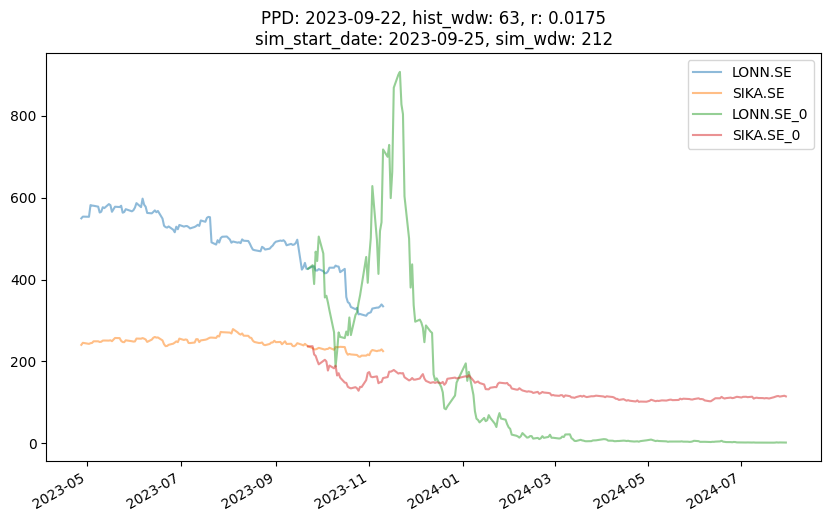 PPD: 2023-09-22, hist_wdw: 63, r: 0.0175
sim_start_date: 2023-09-25, sim_wdw: 212
LONN.SE
SIKA.SE
LONN.SE_0
SIKA.SE_0
800
600
400
200
0
2023-05
2023-07
2023-09
2023-11
2024-01
2024-03
2024-05
2024-07